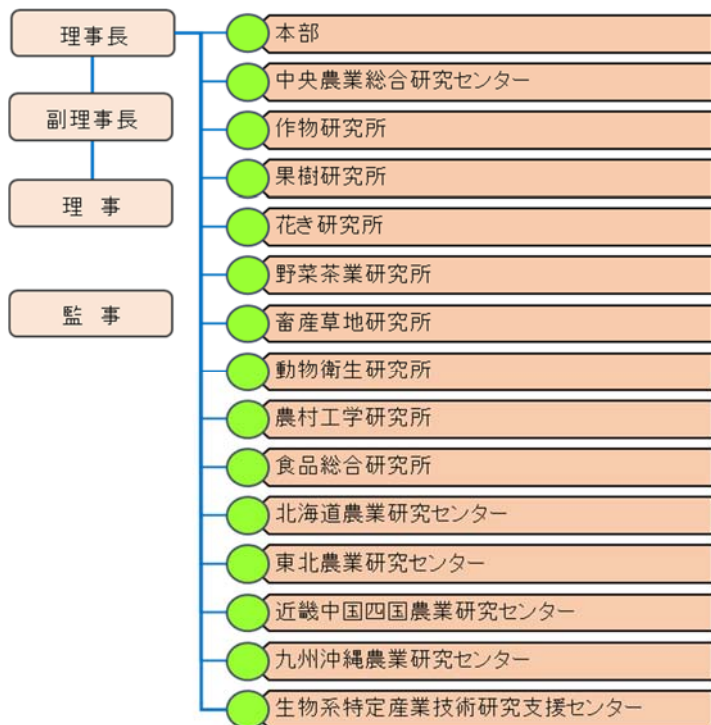 理事長
副理事長
理 事
監 事
本部
中央農業総合研究センター
作物研究所
果樹研究所
花き研究所
野菜茶業研究所
畜産草地研究所
動物衛生研究所
農村工学研究所
食品総合研究所
北海道農業研究センター
東北農業研究センター
近畿中国四国農業研究センター
九州沖縄農業研究センター
生物系特定産業技術研究支援センター